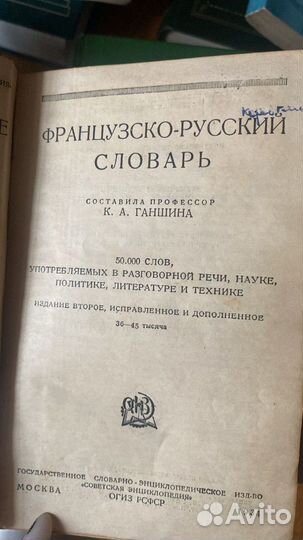 ФРАНЦУЗСКО-РУССКИЙ
СЛОВАРЬ
СОСТАВИЛА ПРОФЕССОР
К. А. ГАНШИНА
50.000 СЛОВ,
УПОТРЕБЛЯЕМЫХ В РАЗГОВОРНОЙ РЕЧИ, НАУКЕ,
ПОЛИТИКЕ, ЛИТЕРАТУРЕ И ТЕХНИКЕ
ИЗДАНИЕ ВТОРОЕ, ИСПРАВЛЕННОЕ И ДОПОЛНЕННОЕ
36—45 тысяча
ГОСУДАРСТВЕННОЕ СЛОВАРНО-ЭНЦИКЛОПЕДИЧЕСКОЕ ИЗД-ВО
«СОВЕТСКАЯ ЭНЦИКЛОПЕДИЯ»
МОСКВА ОГИЗ РСФСР
Avito